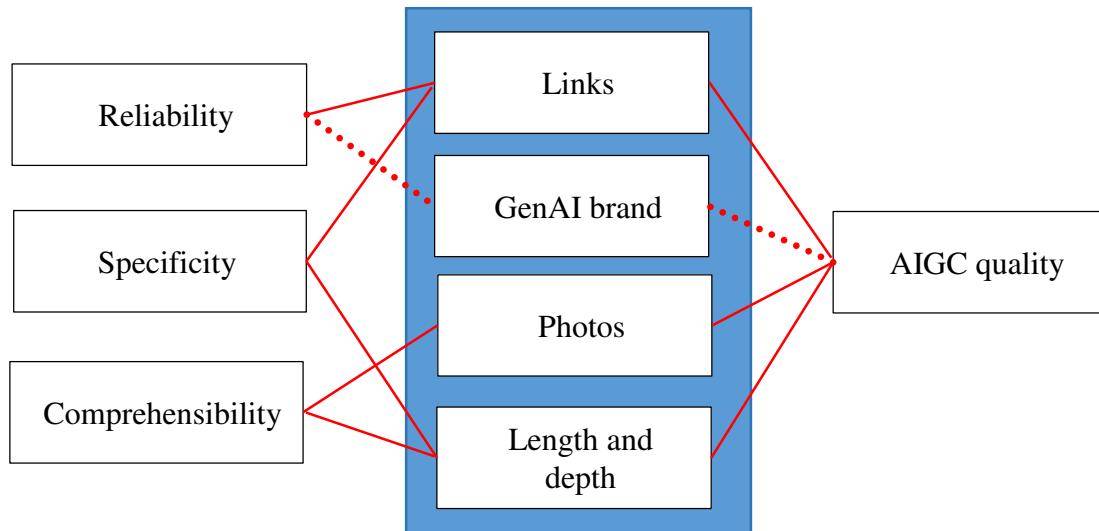 Reliability
Specificity
Comprehensibility
Links
GenAI brand
Photos
Length and
depth
AIGC quality